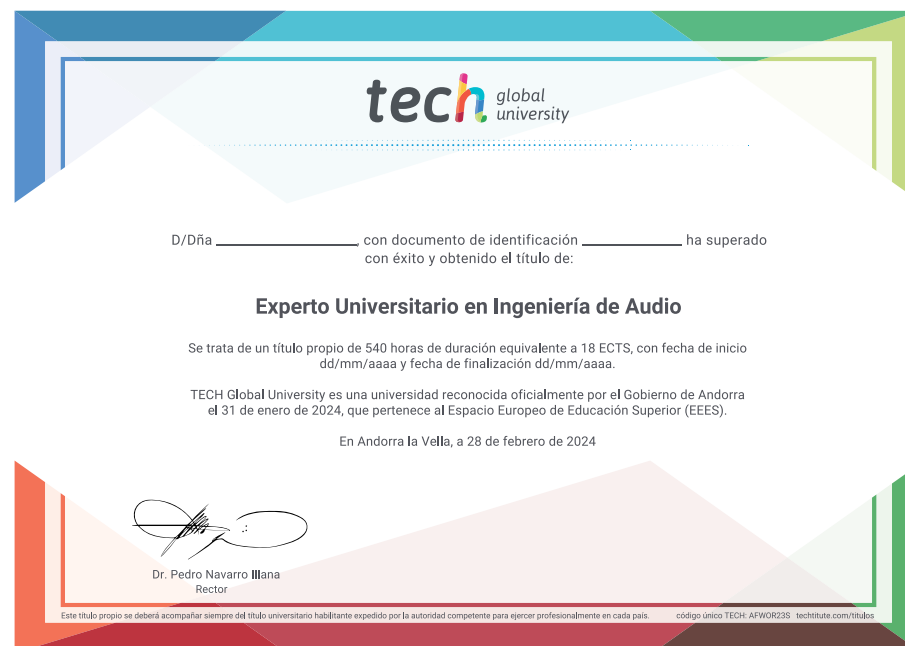 tech global university
D/Dña ____________, con documento de identificación ____________ ha superado
con éxito y obtenido el título de:
Experto Universitario en Ingeniería de Audio
Se trata de un título propio de 540 horas de duración equivalente a 18 ECTS, con fecha de inicio
dd/mm/aaaa y fecha de finalización dd/mm/aaaa.
TECH Global University es una universidad reconocida oficialmente por el Gobierno de Andorra
el 31 de enero de 2024, que pertenece al Espacio Europeo de Educación Superior (EEES).
En Andorra la Vella, a 28 de febrero de 2024
Dr. Pedro Navarro Illana
Rector
Este título propio se deberá acompañar siempre del título universitario habilitante expedido por la autoridad competente para ejercer profesionalmente en cada país. código único TECH: AFWOR23S techtitute.com/titulos